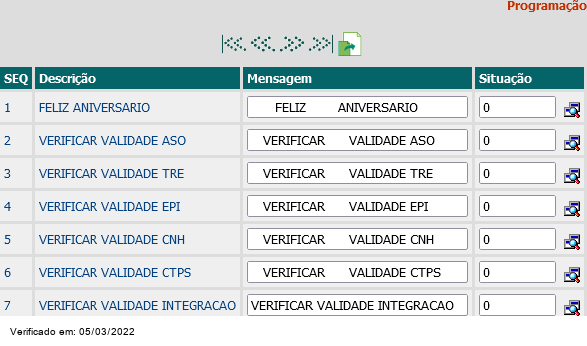 Programação
SEQ Descrição Mensagem Situação
1 FELIZ ANIVERSARIO FELIZ ANIVERSARIO 0
2 VERIFICAR VALIDADE ASO VERIFICAR VALIDADE ASO 0
3 VERIFICAR VALIDADE TRE VERIFICAR VALIDADE TRE 0
4 VERIFICAR VALIDADE EPI VERIFICAR VALIDADE EPI 0
5 VERIFICAR VALIDADE CNH VERIFICAR VALIDADE CNH 0
6 VERIFICAR VALIDADE CTPS VERIFICAR VALIDADE CTPS 0
7 VERIFICAR VALIDADE INTEGRACAO VERIFICAR VALIDADE INTEGRACAO 0
Verificado em: 05/03/2022